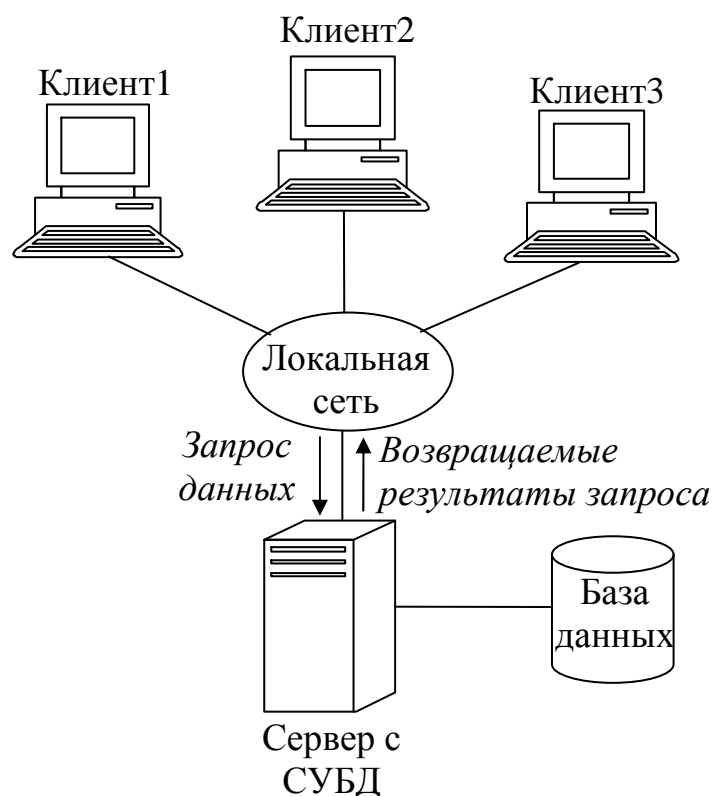 Клиент2
Клиент1
Клиент3
Локальная
сеть
Запрос
данных
Возвращаемые
результаты запроса
База
данных
Сервер с
СУБД